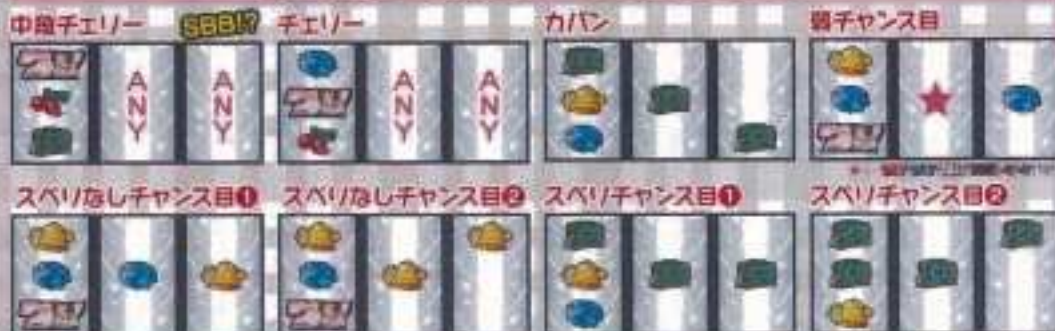 中段チェリー
SBB!?
チェリー
カバン
弱チャンス目
ANY
ANY
ANY
ANY
スベリなしチャンス目❶
スベリなしチャンス目❷
スベリチャンス目❶
スベリチャンス目❷